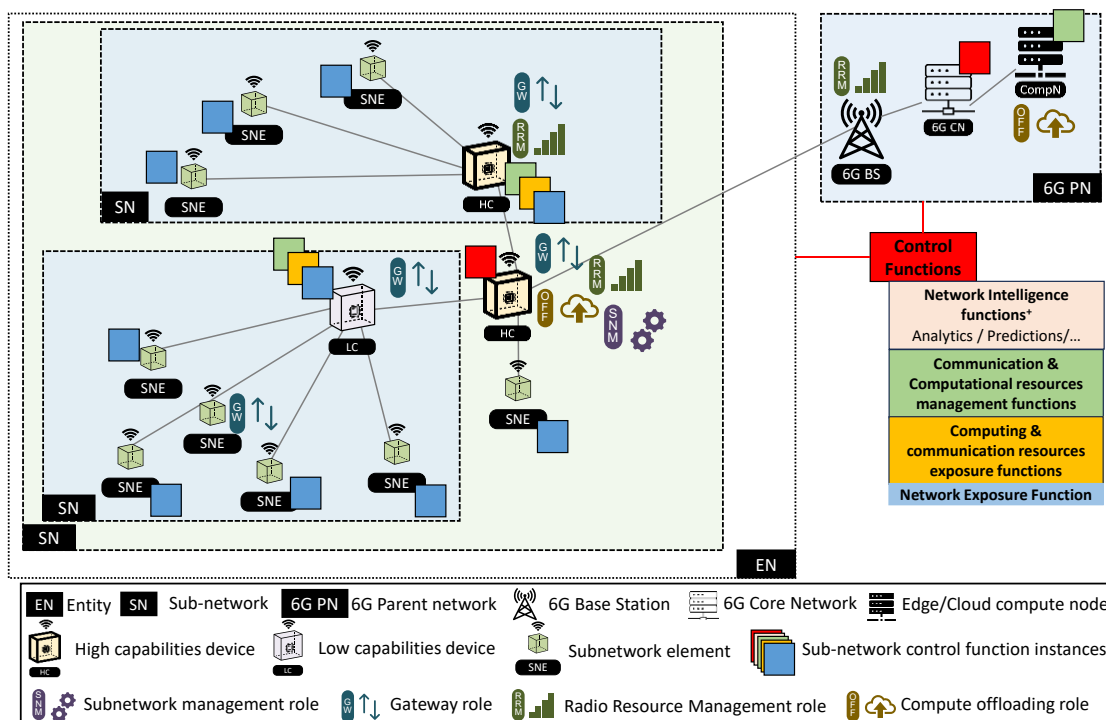 SNE
SNE
SNE
GW
RRM
HC
SN
RRM
6G BS
6G CN
CompN
OFF
6G PN
GW
LC
GW
RRM
OFF
SNM
HC
SNE
SNE
GW
SNE
SNE
SNE
SNE
SN
SN
EN
Control
Functions
Network Intelligence
functions⁺
Analytics / Predictions/...
Communication &
Computational resources
management functions
Computing &
communication resources
exposure functions
Network Exposure Function
EN Entity SN Sub-network 6G PN 6G Parent network 6G Base Station 6G Core Network Edge/Cloud compute node
HC High capabilities device LC Low capabilities device SNE Subnetwork element Sub-network control function instances
SNM Subnetwork management role GW Gateway role RRM Radio Resource Management role OFF Compute offloading role